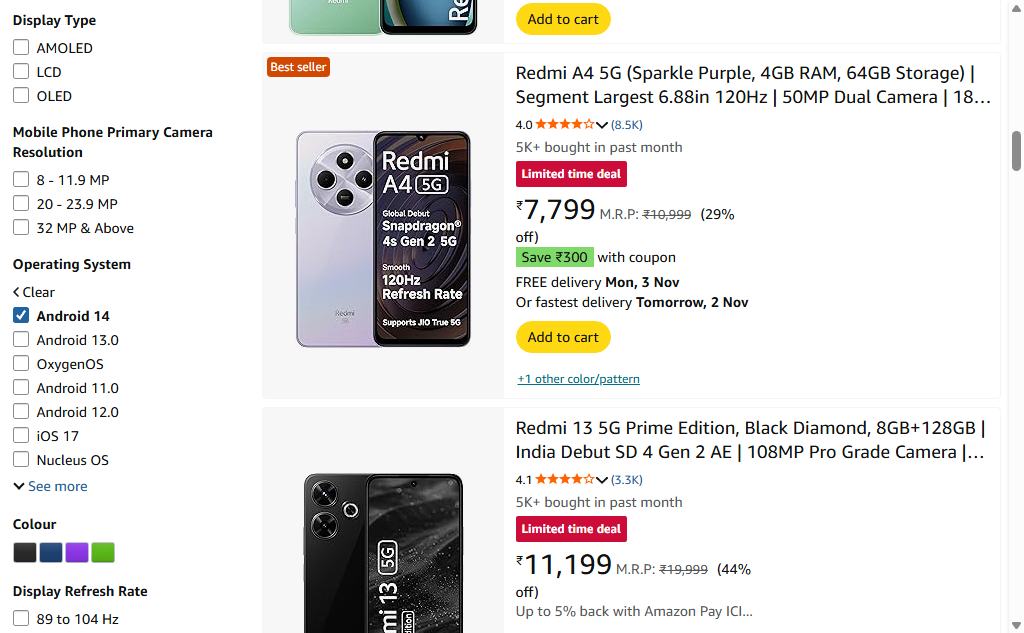 Display Type
AMOLED
LCD
OLED
Mobile Phone Primary Camera
Resolution
8 - 11.9 MP
20 - 23.9 MP
32 MP & Above
Operating System
Clear
Android 14
Android 13.0
OxygenOS
Android 11.0
Android 12.0
iOS 17
Nucleus OS
See more
Colour
Display Refresh Rate
89 to 104 Hz
Redmi
Add to cart
Best seller
Redmi
A4 5G
Global Debut
Snapdragon®
4s Gen 2 5G
Smooth
120Hz
Refresh Rate
Supports JIO True 5G
Redmi
Redmi A4 5G (Sparkle Purple, 4GB RAM, 64GB Storage) |
Segment Largest 6.88in 120Hz | 50MP Dual Camera | 18…
4.0 (8.5K)
5K+ bought in past month
Limited time deal
₹7,799 M.R.P: ₹10,999 (29%
off)
Save ₹300 with coupon
FREE delivery Mon, 3 Nov
Or fastest delivery Tomorrow, 2 Nov
Add to cart
+1 other color/pattern
Redmi 13 5G Prime Edition, Black Diamond, 8GB+128GB |
India Debut SD 4 Gen 2 AE | 108MP Pro Grade Camera |…
4.1 (3.3K)
5K+ bought in past month
Limited time deal
₹11,199 M.R.P: ₹19,999 (44%
off)
Up to 5% back with Amazon Pay ICI…
13 5G